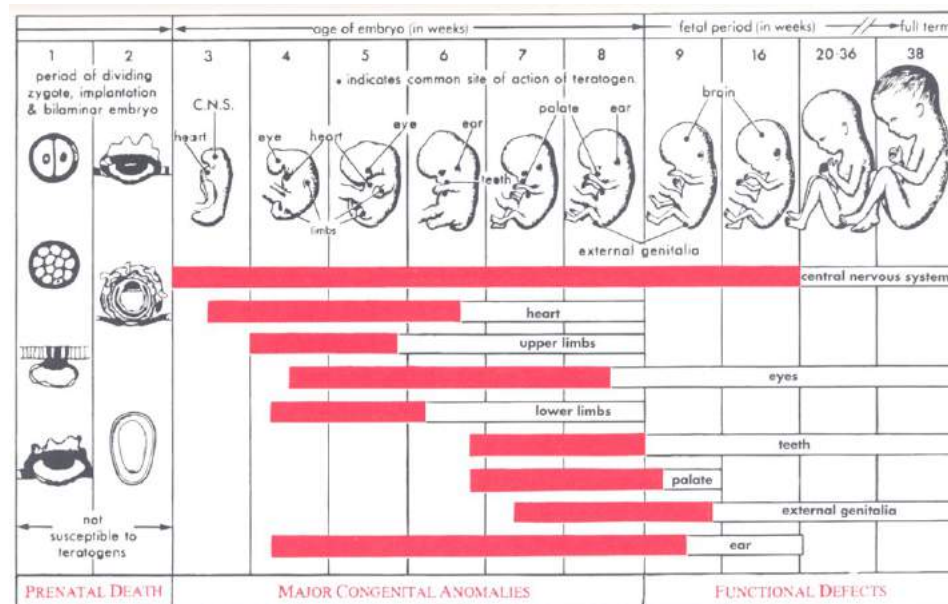 age of embryo (in weeks)
fetal period (in weeks)
full term
1
2
3
4
5
6
7
8
9
16
20-36
38
period of dividing
zygote, implantation
& bilaminar embryo
• indicates common site of action of teratogen.
C.N.S.
heart
eye
heart
eye
ear
palate
ear
brain
teeth
limbs
external genitalia
central nervous system
heart
upper limbs
eyes
lower limbs
teeth
palate
external genitalia
ear
not
susceptible to
teratogens
PRENATAL DEATH
MAJOR CONGENITAL ANOMALIES
FUNCTIONAL DEFECTS